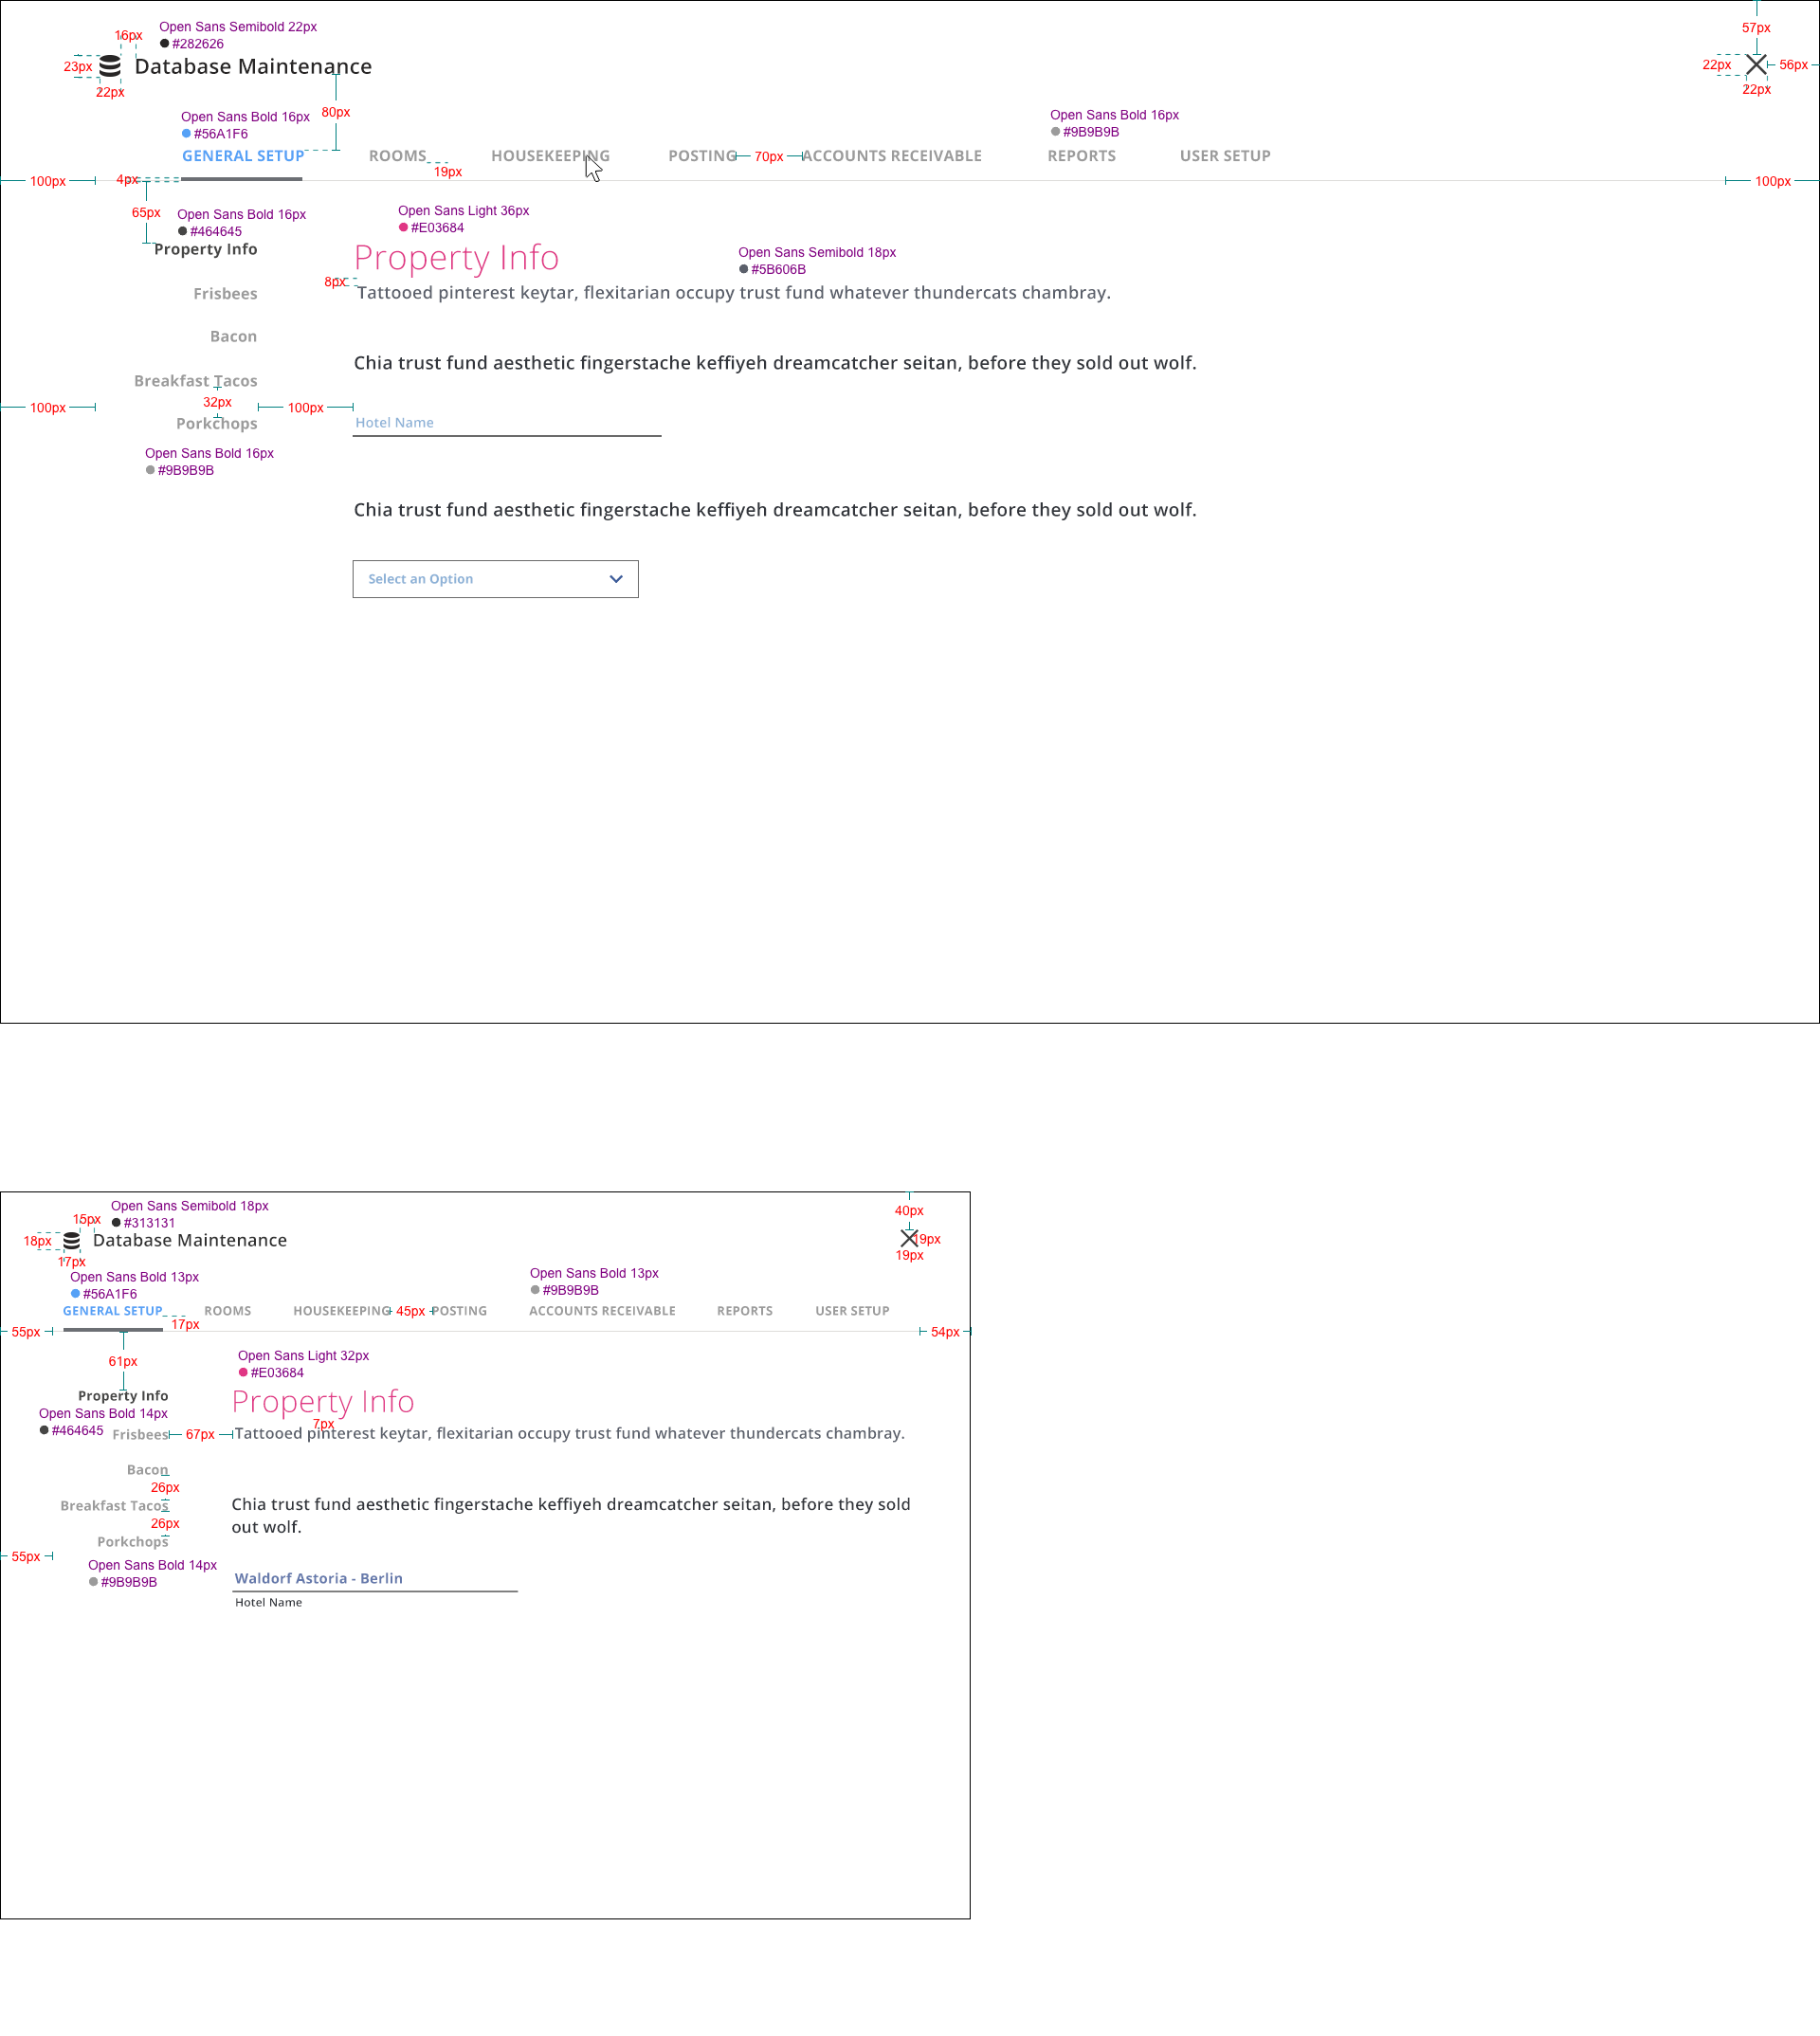 Open Sans Semibold 22px
#282626
16px
57px
23px
Database Maintenance
22px
56px
22px
22px
80px
Open Sans Bold 16px
#56A1F6
Open Sans Bold 16px
#9B9B9B
GENERAL SETUP
ROOMS
HOUSEKEEPING
POSTING
70px
ACCOUNTS RECEIVABLE
REPORTS
USER SETUP
19px
100px
4px
100px
65px
Open Sans Bold 16px
#464645
Open Sans Light 36px
#E03684
Property Info
Property Info
Open Sans Semibold 18px
#5B606B
8px
Frisbees
Tattooed pinterest keytar, flexitarian occupy trust fund whatever thundercats chambray.
Bacon
Chia trust fund aesthetic fingerstache keffiyeh dreamcatcher seitan, before they sold out wolf.
Breakfast Tacos
100px
32px
100px
Porkchops
Hotel Name
Open Sans Bold 16px
#9B9B9B
Chia trust fund aesthetic fingerstache keffiyeh dreamcatcher seitan, before they sold out wolf.
Select an Option
Open Sans Semibold 18px
#313131
15px
40px
18px
Database Maintenance
19px
17px
19px
Open Sans Bold 13px
#56A1F6
Open Sans Bold 13px
#9B9B9B
GENERAL SETUP
ROOMS
HOUSEKEEPING
45px
POSTING
ACCOUNTS RECEIVABLE
REPORTS
USER SETUP
17px
55px
54px
61px
Open Sans Light 32px
#E03684
Property Info
Property Info
Open Sans Bold 14px
#464645
7px
Frisbees
67px
Tattooed pinterest keytar, flexitarian occupy trust fund whatever thundercats chambray.
Bacon
26px
Breakfast Tacos
Chia trust fund aesthetic fingerstache keffiyeh dreamcatcher seitan, before they sold
out wolf.
26px
Porkchops
55px
Open Sans Bold 14px
#9B9B9B
Waldorf Astoria - Berlin
Hotel Name